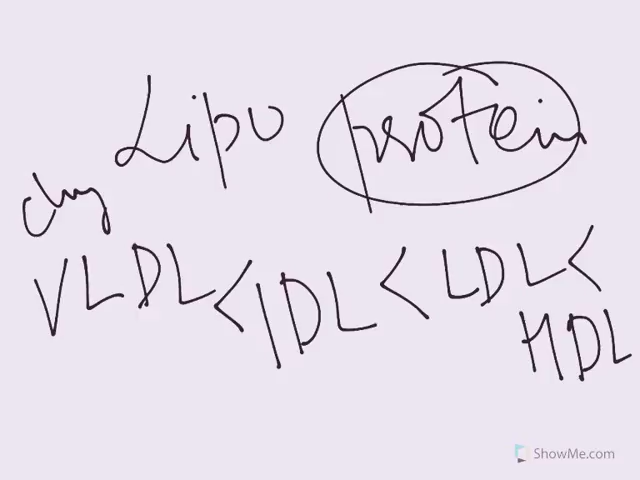 Lipo protein
chy
VLDL < IDL < LDL <
HDL
ShowMe.com